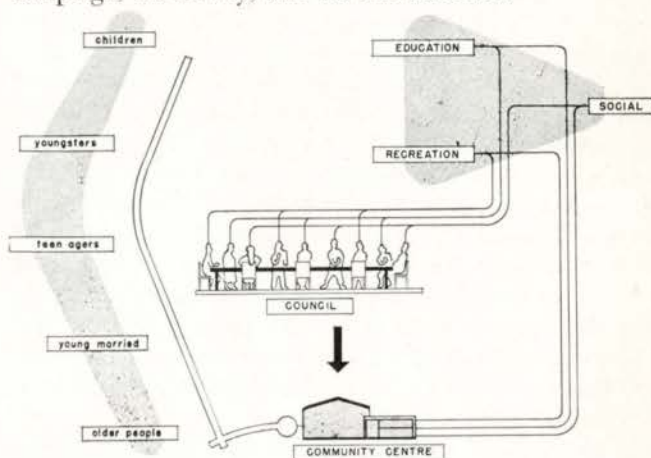 children
youngsters
teen agers
young married
older people
EDUCATION
SOCIAL
RECREATION
COUNCIL
COMMUNITY CENTRE